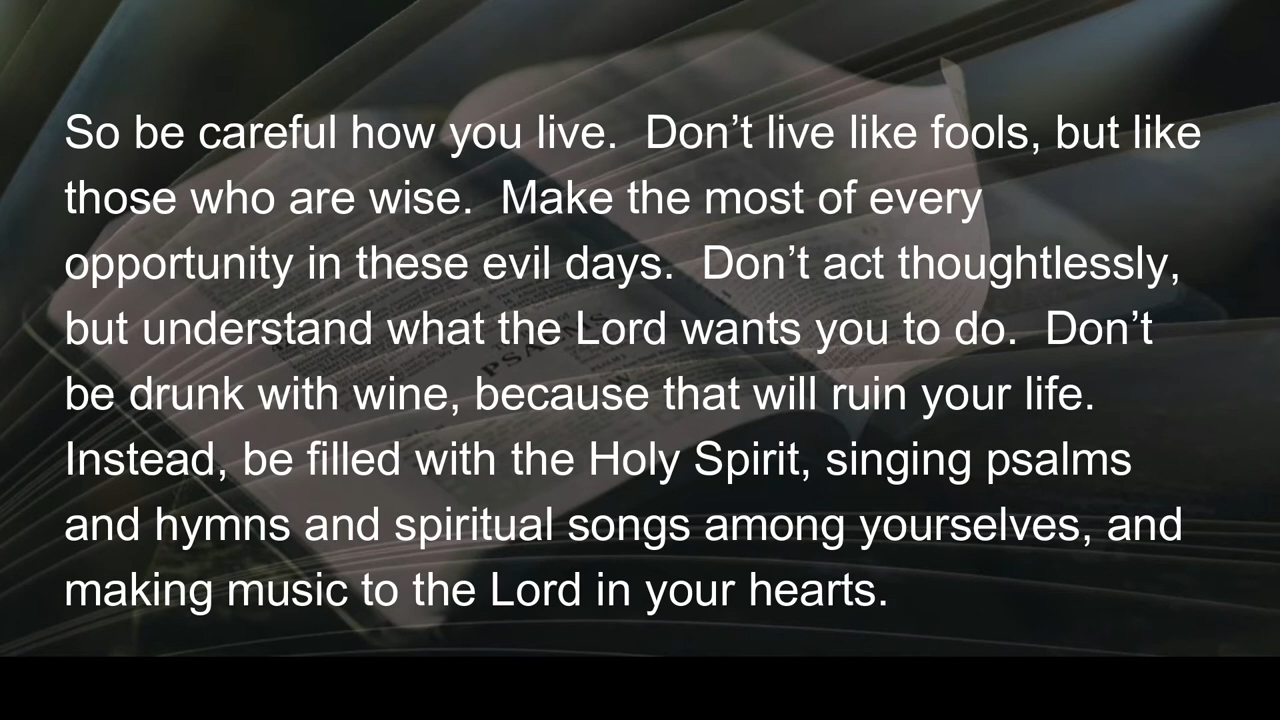 So be careful how you live.  Don’t live like fools, but like
those who are wise.  Make the most of every
opportunity in these evil days.  Don’t act thoughtlessly,
but understand what the Lord wants you to do.  Don’t
be drunk with wine, because that will ruin your life.
Instead, be filled with the Holy Spirit, singing psalms
and hymns and spiritual songs among yourselves, and
making music to the Lord in your hearts.
PSALMS